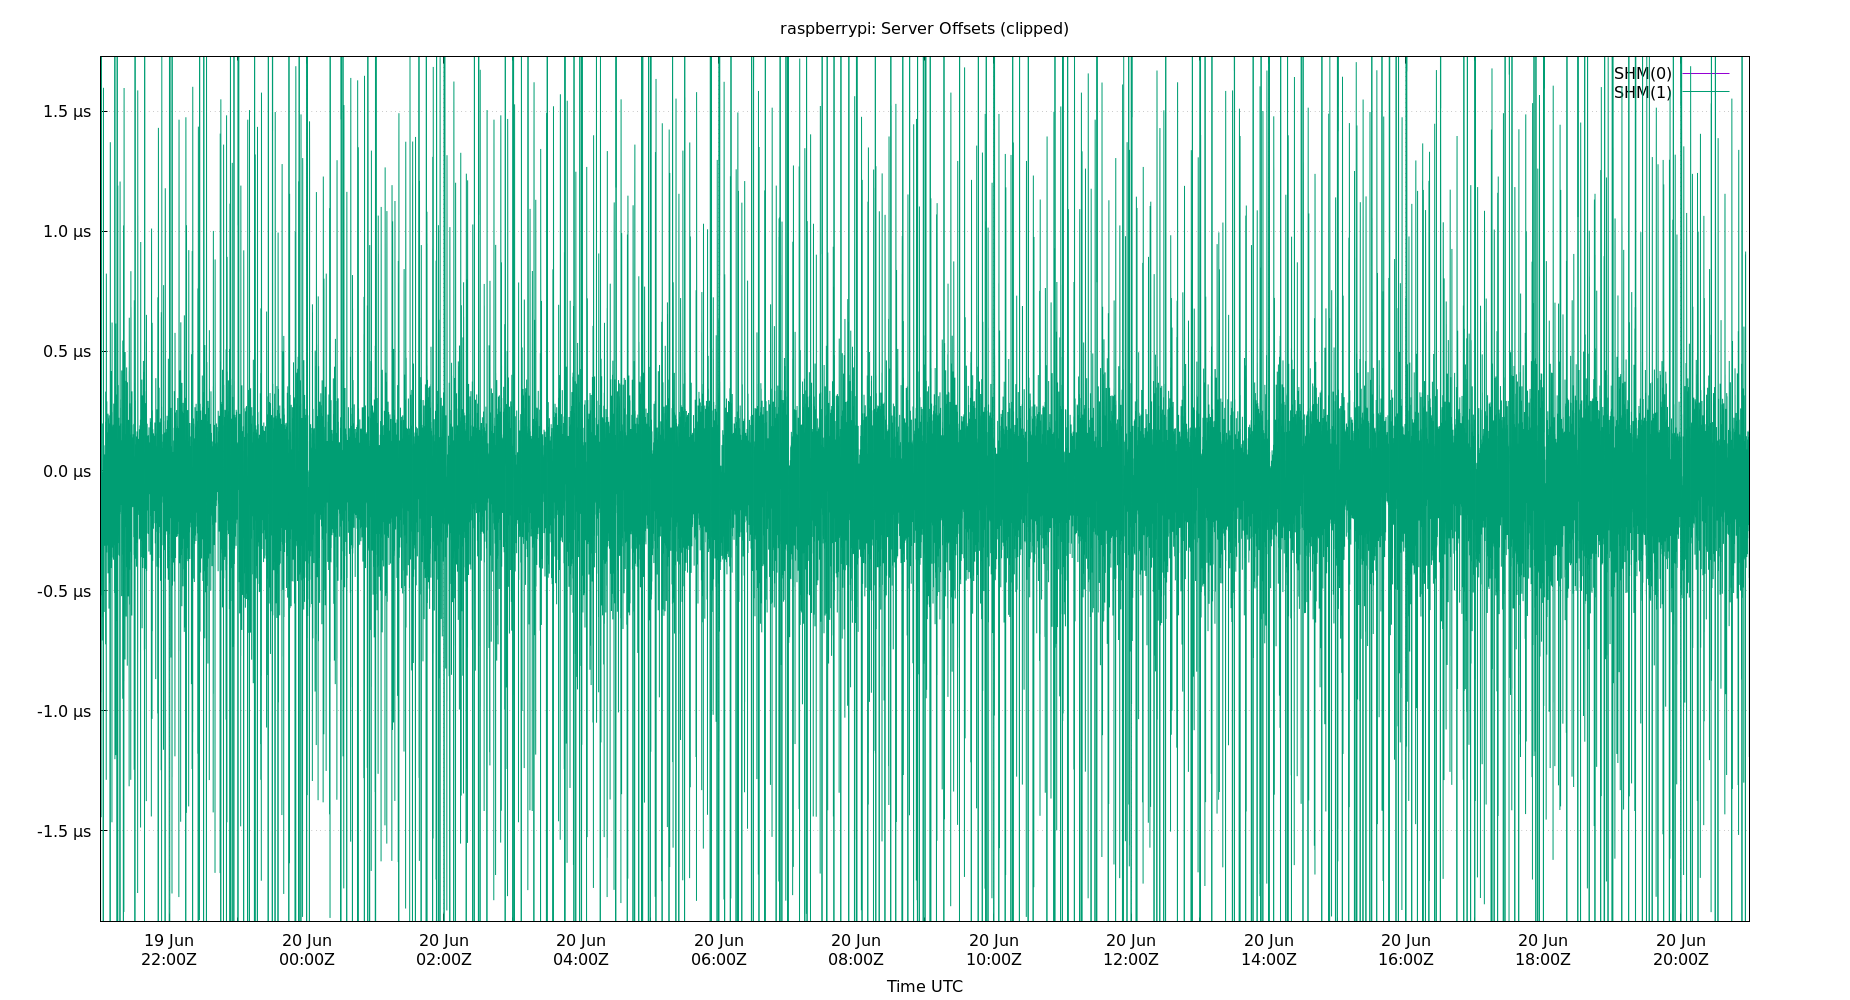 raspberrypi: Server Offsets (clipped)
SHM(0)
SHM(1)
1.5 µs
1.0 µs
0.5 µs
0.0 µs
-0.5 µs
-1.0 µs
-1.5 µs
19 Jun 20 Jun 20 Jun 20 Jun 20 Jun 20 Jun 20 Jun 20 Jun 20 Jun 20 Jun 20 Jun 20 Jun
22:00Z 00:00Z 02:00Z 04:00Z 06:00Z 08:00Z 10:00Z 12:00Z 14:00Z 16:00Z 18:00Z 20:00Z
Time UTC